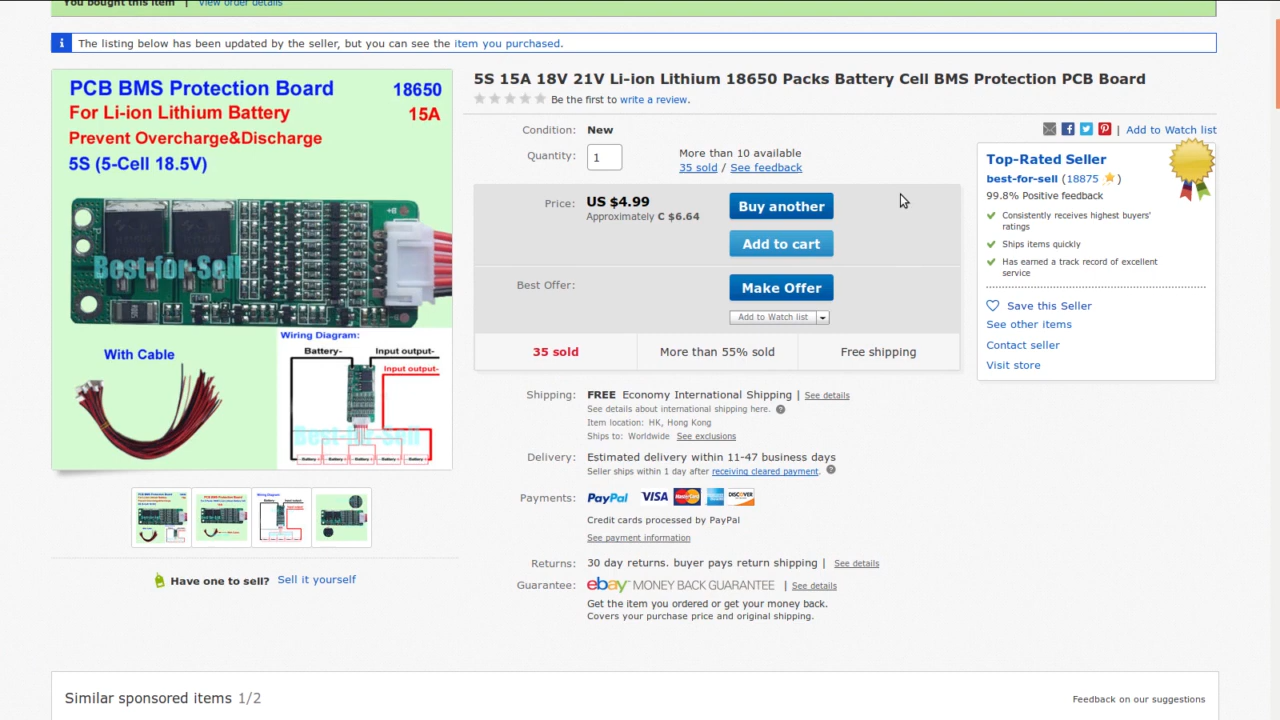 You bought this item | View order details
The listing below has been updated by the seller, but you can see the item you purchased.
PCB BMS Protection Board 18650
For Li-ion Lithium Battery 15A
Prevent Overcharge&Discharge
5S (5-Cell 18.5V)
Best-for-Sell
With Cable
Wiring Diagram:
Battery- Input output-
Input output-
Best-for-Sell
Battery Battery Battery Battery Battery
Have one to sell? Sell it yourself
5S 15A 18V 21V Li-ion Lithium 18650 Packs Battery Cell BMS Protection PCB Board
Be the first to write a review.
Condition: New
Quantity: 1
More than 10 available
35 sold / See feedback
Price: US $4.99
Approximately C $6.64
Buy another
Add to cart
Best Offer:
Make Offer
Add to Watch list
35 sold More than 55% sold Free shipping
Shipping: FREE Economy International Shipping | See details
See details about international shipping here.
Item location: HK, Hong Kong
Ships to: Worldwide See exclusions
Delivery: Estimated delivery within 11-47 business days
Seller ships within 1 day after receiving cleared payment.
Payments: PayPal VISA MasterCard DISCOVER
Credit cards processed by PayPal
See payment information
Returns: 30 day returns. buyer pays return shipping | See details
Guarantee: ebay MONEY BACK GUARANTEE | See details
Get the item you ordered or get your money back.
Covers your purchase price and original shipping.
| Add to Watch list
Top-Rated Seller
best-for-sell (18875 )
99.8% Positive feedback
Consistently receives highest buyers'
ratings
Ships items quickly
Has earned a track record of excellent
service
Save this Seller
See other items
Contact seller
Visit store
Similar sponsored items 1/2
Feedback on our suggestions